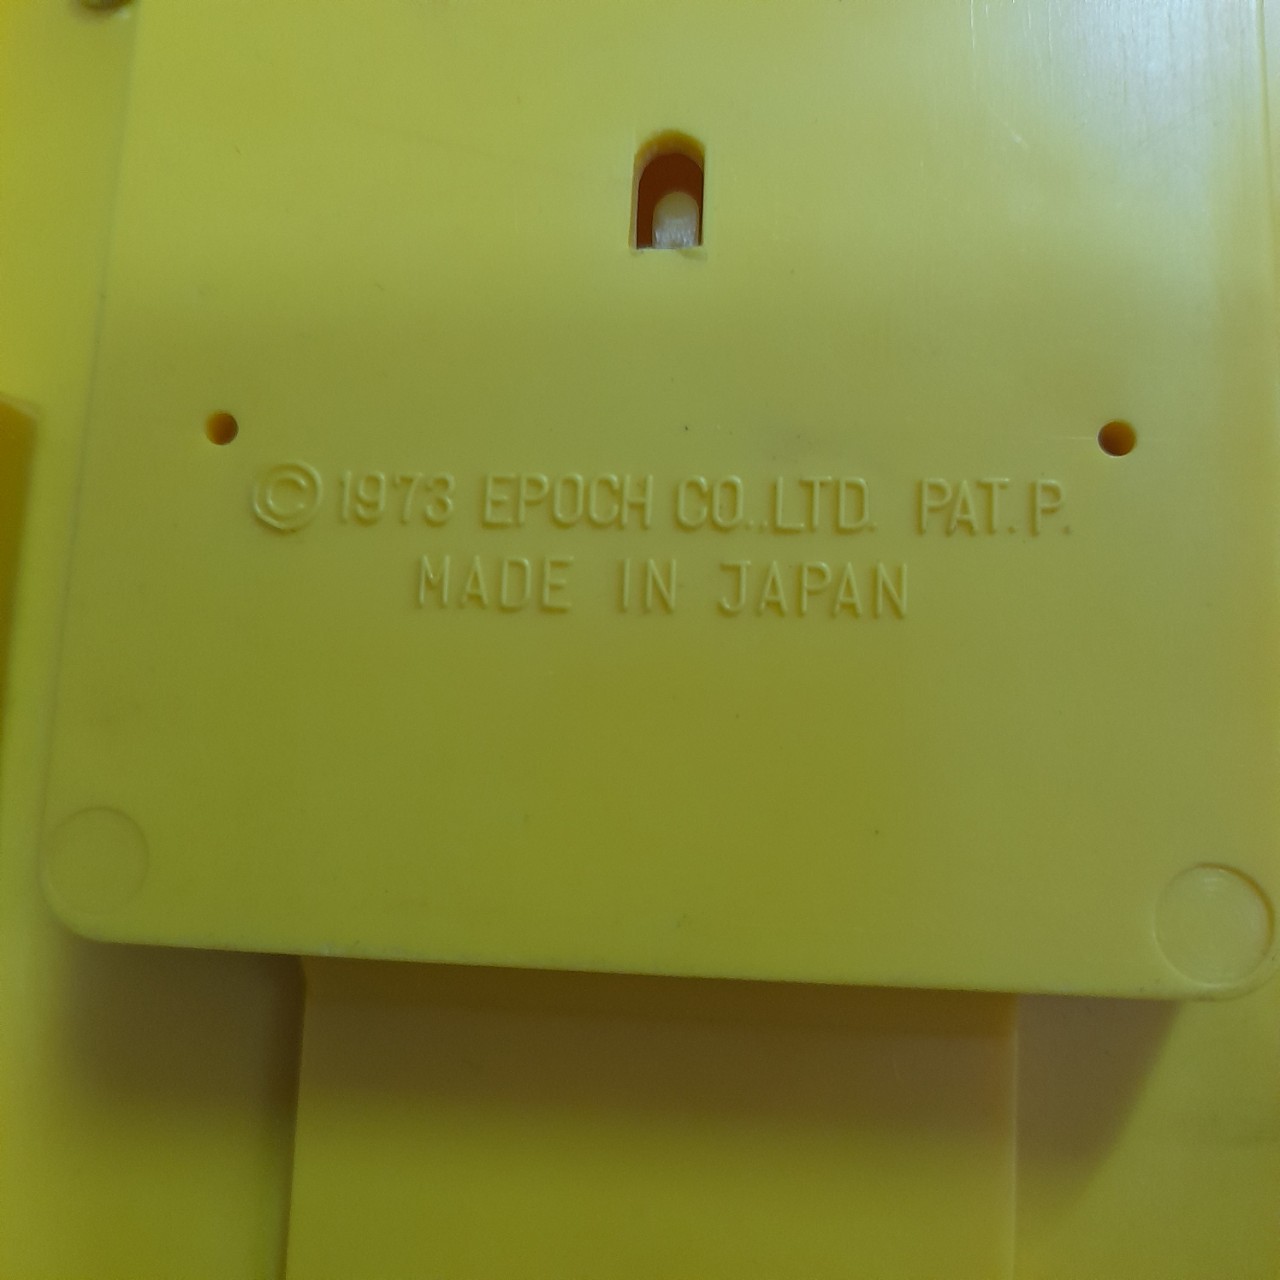 © 1973 EPOCH CO.,LTD. PAT. P.
MADE IN JAPAN